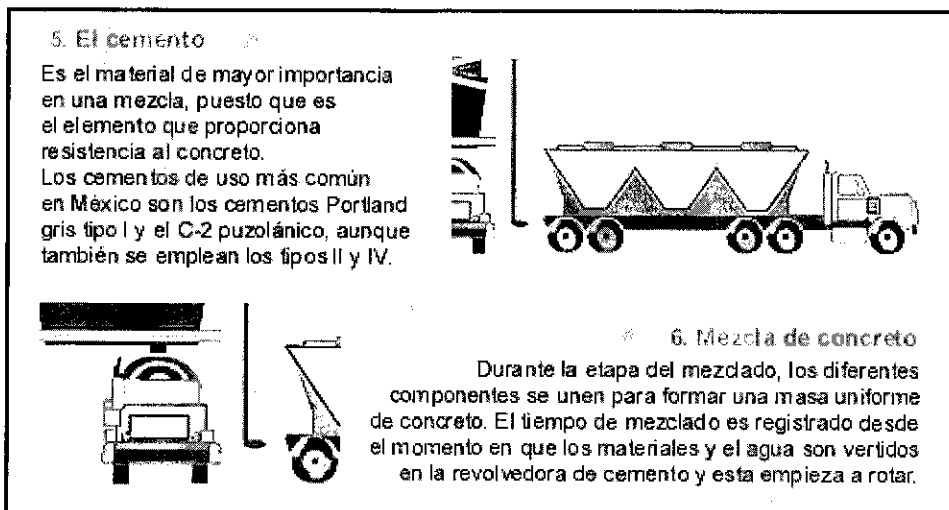 5. El cemento
Es el material de mayor importancia
en una mezcla, puesto que es
el elemento que proporciona
resistencia al concreto.
Los cementos de uso más común
en México son los cementos Portland
gris tipo I y el C-2 puzolánico, aunque
también se emplean los tipos II y IV.
6. Mezcla de concreto
Durante la etapa del mezclado, los diferentes
componentes se unen para formar una masa uniforme
de concreto. El tiempo de mezclado es registrado desde
el momento en que los materiales y el agua son vertidos
en la revolvedora de cemento y esta empieza a rotar.